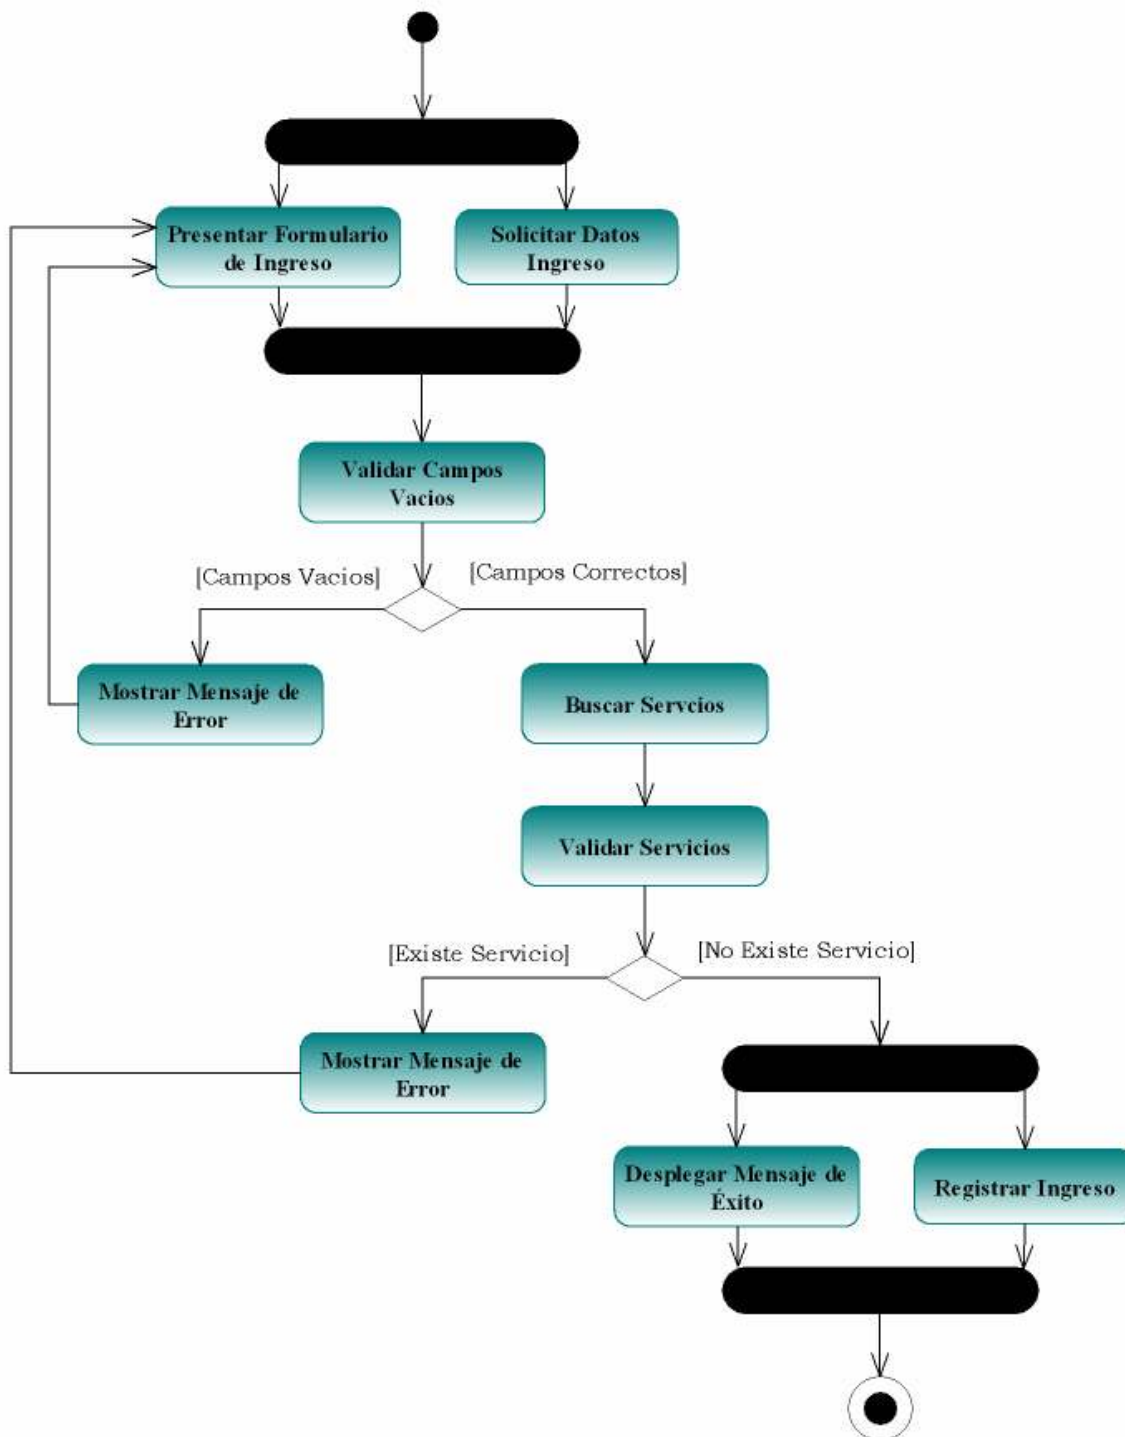 Presentar Formulario
de Ingreso
Solicitar Datos
Ingreso
Validar Campos
Vacios
[Campos Vacios]
[Campos Correctos]
Mostrar Mensaje de
Error
Buscar Servcios
Validar Servicios
[Existe Servicio]
[No Existe Servicio]
Mostrar Mensaje de
Error
Desplegar Mensaje de
Éxito
Registrar Ingreso